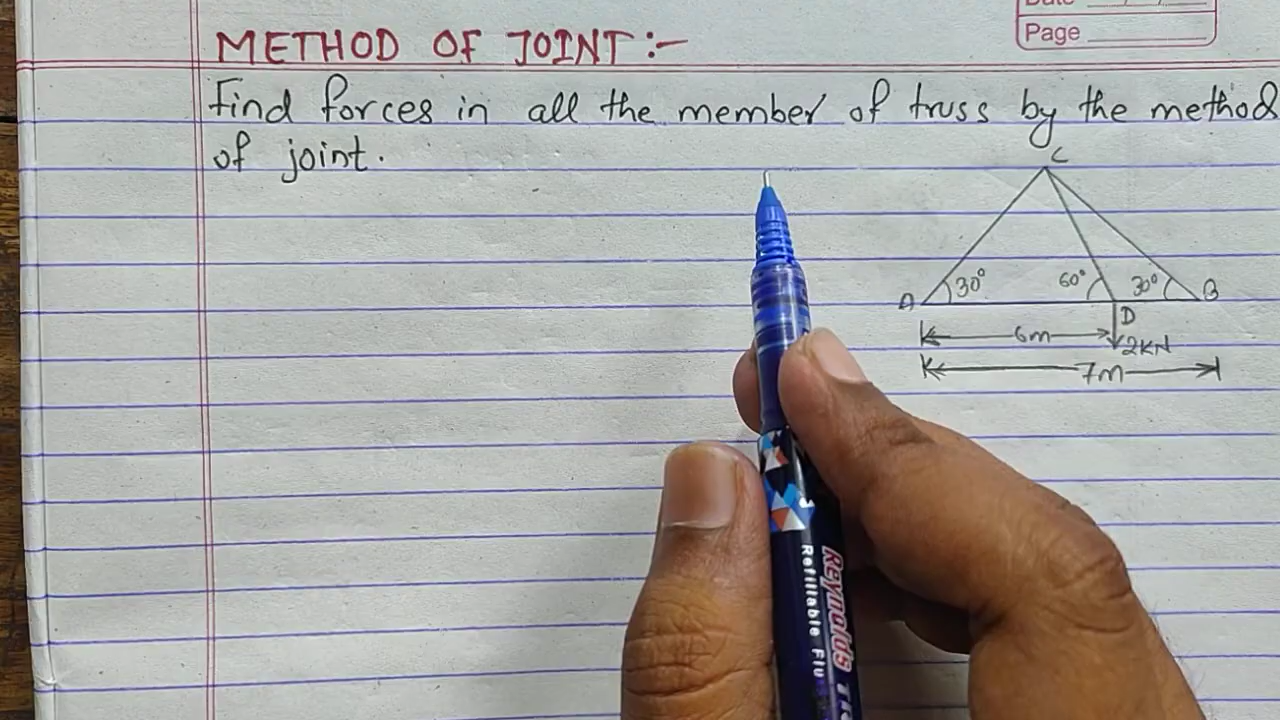 Date
Page
METHOD OF JOINT:-
Find forces in all the member of truss by the method
of joint.
C
A 30° 60° 30° B
D
6m
2KN
7m
Reynolds
Refillable